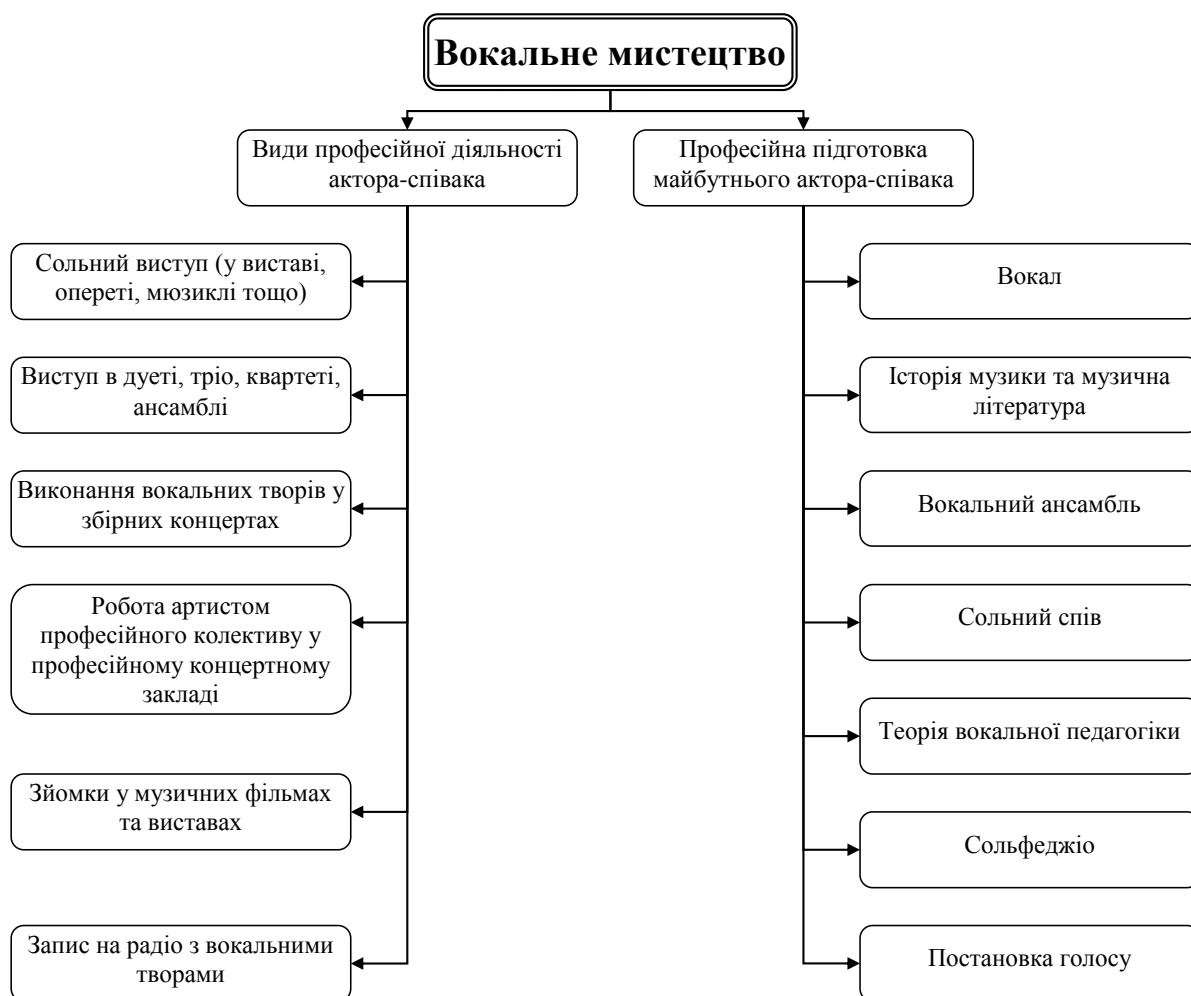 Вокальне мистецтво
Види професійної діяльності
актора-співака
Професійна підготовка
майбутнього актора-співака
Сольний виступ (у виставі,
опереті, мюзиклі тощо)
Виступ в дуеті, тріо, квартеті,
ансамблі
Виконання вокальних творів у
збірних концертах
Робота артистом
професійного колективу у
професійному концертному
закладі
Зйомки у музичних фільмах
та виставах
Запис на радіо з вокальними
творами
Вокал
Історія музики та музична
література
Вокальний ансамбль
Сольний спів
Теорія вокальної педагогіки
Сольфеджіо
Постановка голосу